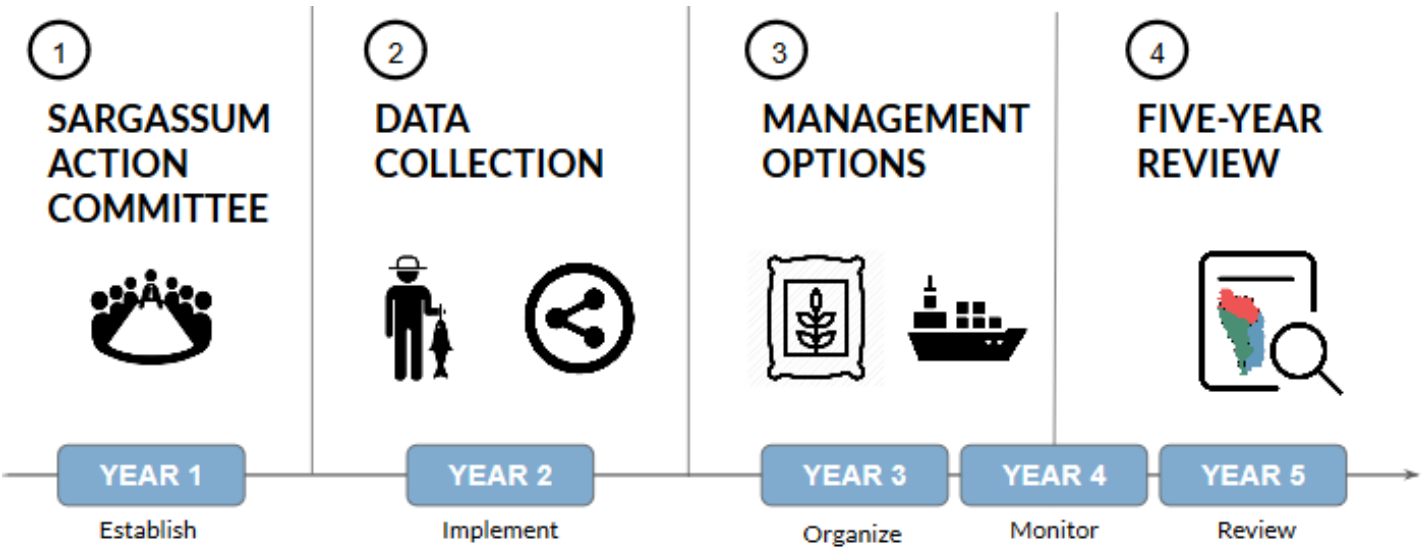 1
SARGASSUM
ACTION
COMMITTEE
2
DATA
COLLECTION
3
MANAGEMENT
OPTIONS
4
FIVE-YEAR
REVIEW
YEAR 1
Establish
YEAR 2
Implement
YEAR 3
Organize
YEAR 4
Monitor
YEAR 5
Review